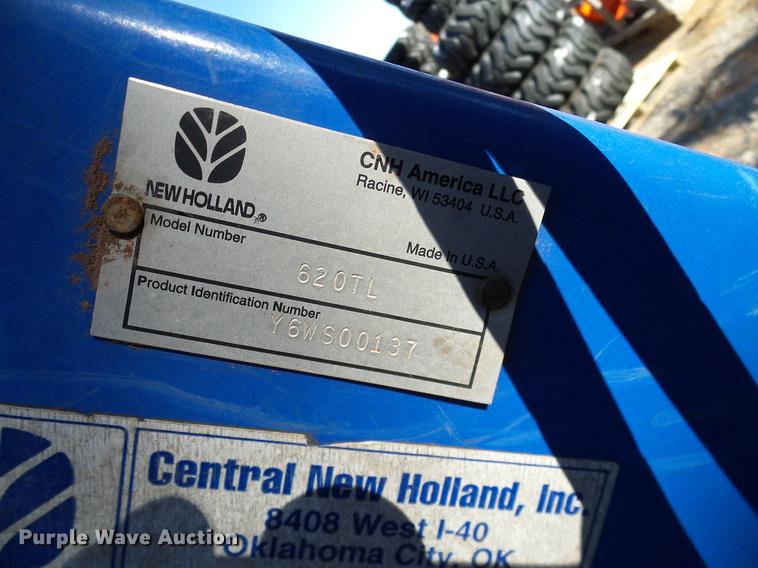 NEW HOLLAND®
CNH America LLC
Racine, WI 53404 U.S.A.
Model Number
Made in U.S.A.
620TL
Product Identification Number
Y6WS00137
Central New Holland, Inc.
8408 West I-40
Oklahoma City, OK
Purple Wave Auction